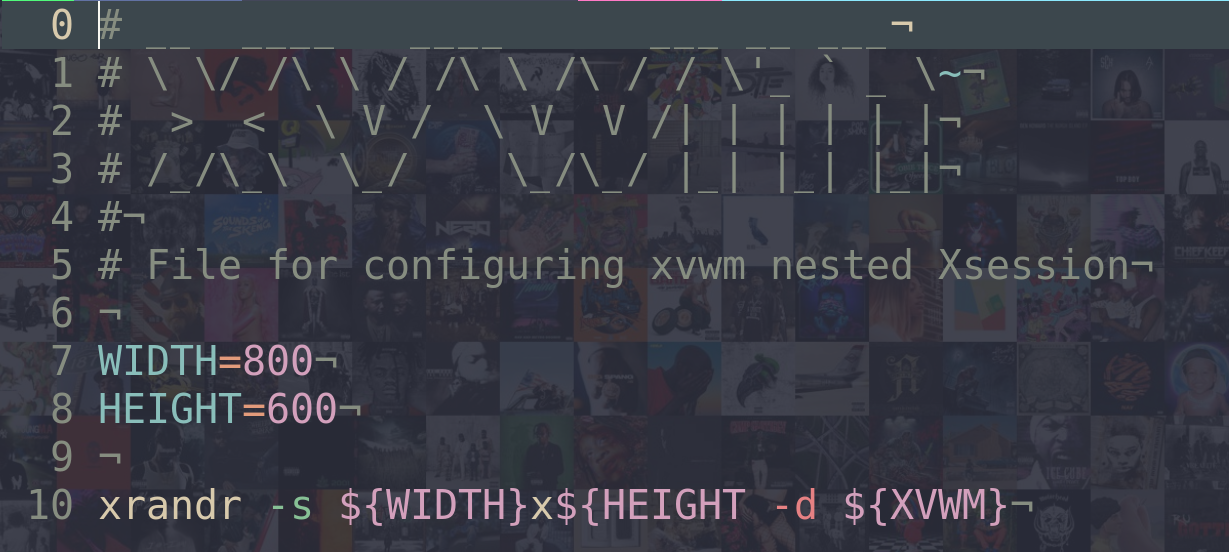 0 #  __  ____   ____      ___ __ ___¬
1 # \ \/ /\ \ / /\ \ /\ / / \'_ ` _ \~¬
2 #  >  <  \ V /  \ V  V /| | | | | |¬
3 # /_/\_\  \_/    \_/\_/ |_| |_| |_|¬
4 #¬
5 # File for configuring xvwm nested Xsession¬
6 ¬
7 WIDTH=800¬
8 HEIGHT=600¬
9 ¬
10 xrandr -s ${WIDTH}x${HEIGHT -d ${XVWM}¬